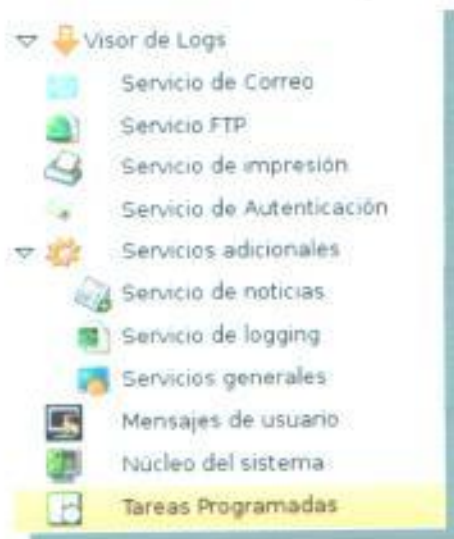 Visor de Logs
Servicio de Correo
Servicio FTP
Servicio de impresión
Servicio de Autenticación
Servicios adicionales
Servicio de noticias
Servicio de logging
Servicios generales
Mensajes de usuario
Núcleo del sistema
Tareas Programadas